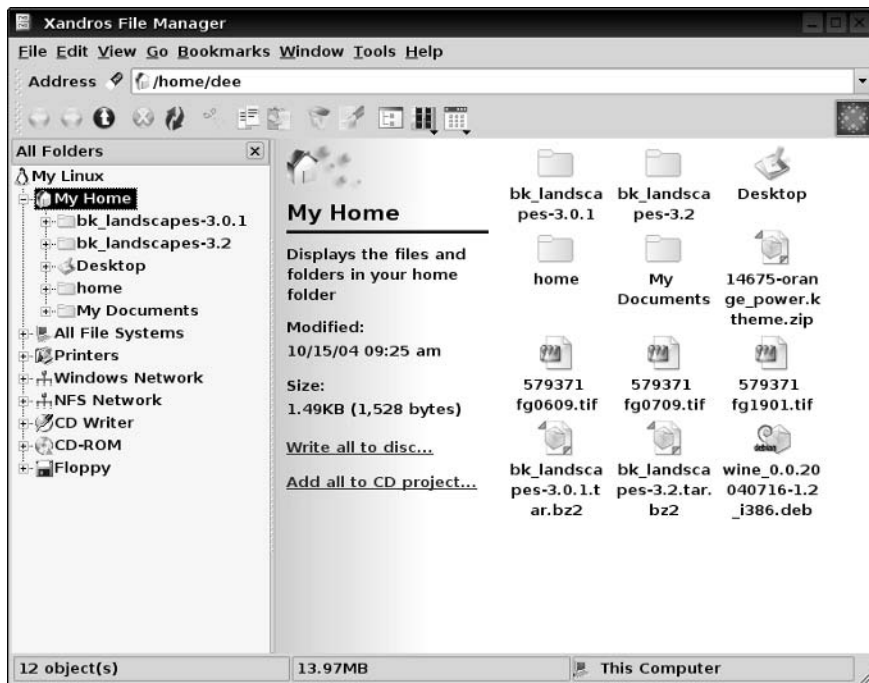 Xandros File Manager
File Edit View Go Bookmarks Window Tools Help
Address /home/dee
All Folders
My Linux
My Home
bk_landscapes-3.0.1
bk_landscapes-3.2
Desktop
home
My Documents
All File Systems
Printers
Windows Network
NFS Network
CD Writer
CD-ROM
Floppy
My Home
Displays the files and
folders in your home
folder
Modified:
10/15/04 09:25 am
Size:
1.49KB (1,528 bytes)
Write all to disc...
Add all to CD project...
bk_landsca
pes-3.0.1
bk_landsca
pes-3.2
Desktop
home
My
Documents
14675-oran
ge_power.k
theme.zip
579371
fg0609.tif
579371
fg0709.tif
579371
fg1901.tif
bk_landsca
pes-3.0.1.t
ar.bz2
bk_landsca
pes-3.2.tar.
bz2
debian
wine_0.0.20
040716-1.2
_i386.deb
12 object(s)
13.97MB
This Computer